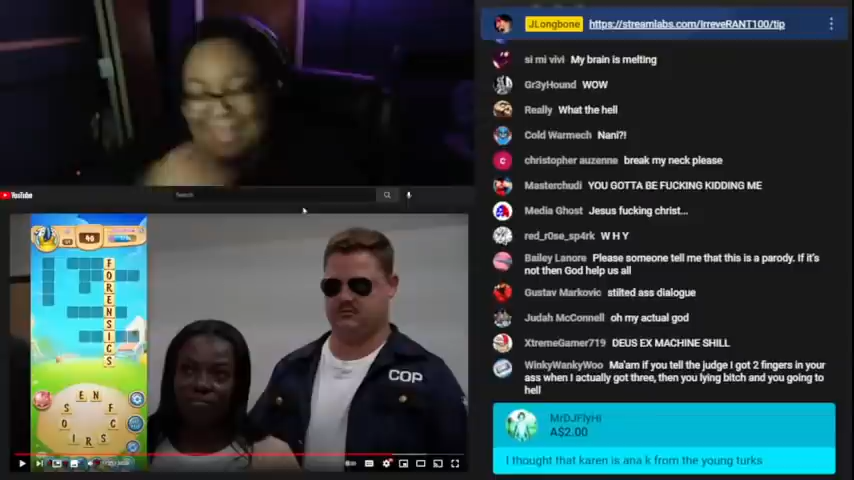 JLongbone https://streamlabs.com/IrreveRANT100/tip
si mi vivi My brain is melting
Gr3yHound WOW
Really What the hell
Cold Warmech Nani?!
christopher auzenne break my neck please
Masterchudi YOU GOTTA BE FUCKING KIDDING ME
Media Ghost Jesus fucking christ...
red_r0se_sp4rk W H Y
Bailey Lanore Please someone tell me that this is a parody. If it's
not then God help us all
Gustav Markovic stilted ass dialogue
Judah McConnell oh my actual god
XtremeGamer719 DEUS EX MACHINE SHILL
WinkyWankyWoo Ma'am if you tell the judge I got 2 fingers in your
ass when I actually got three, then you lying bitch and you going to
hell
MrDJFlyHi
A$2.00
I thought that karen is ana k from the young turks
YouTube
Search
40
F
O
R
E
N
S
I
C
S
E N
S F
O C
I R S
COP